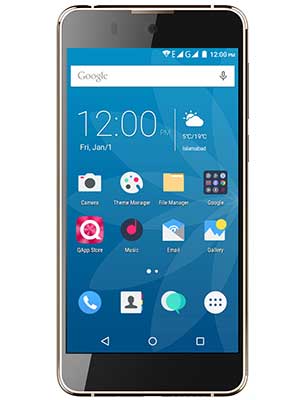 E G 12:00 PM
Google
12:00 PM
Fri, Jan/1
5°C/19°C
Islamabad
Camera Theme Manager File Manager Google
QApp Store Music Email Gallery